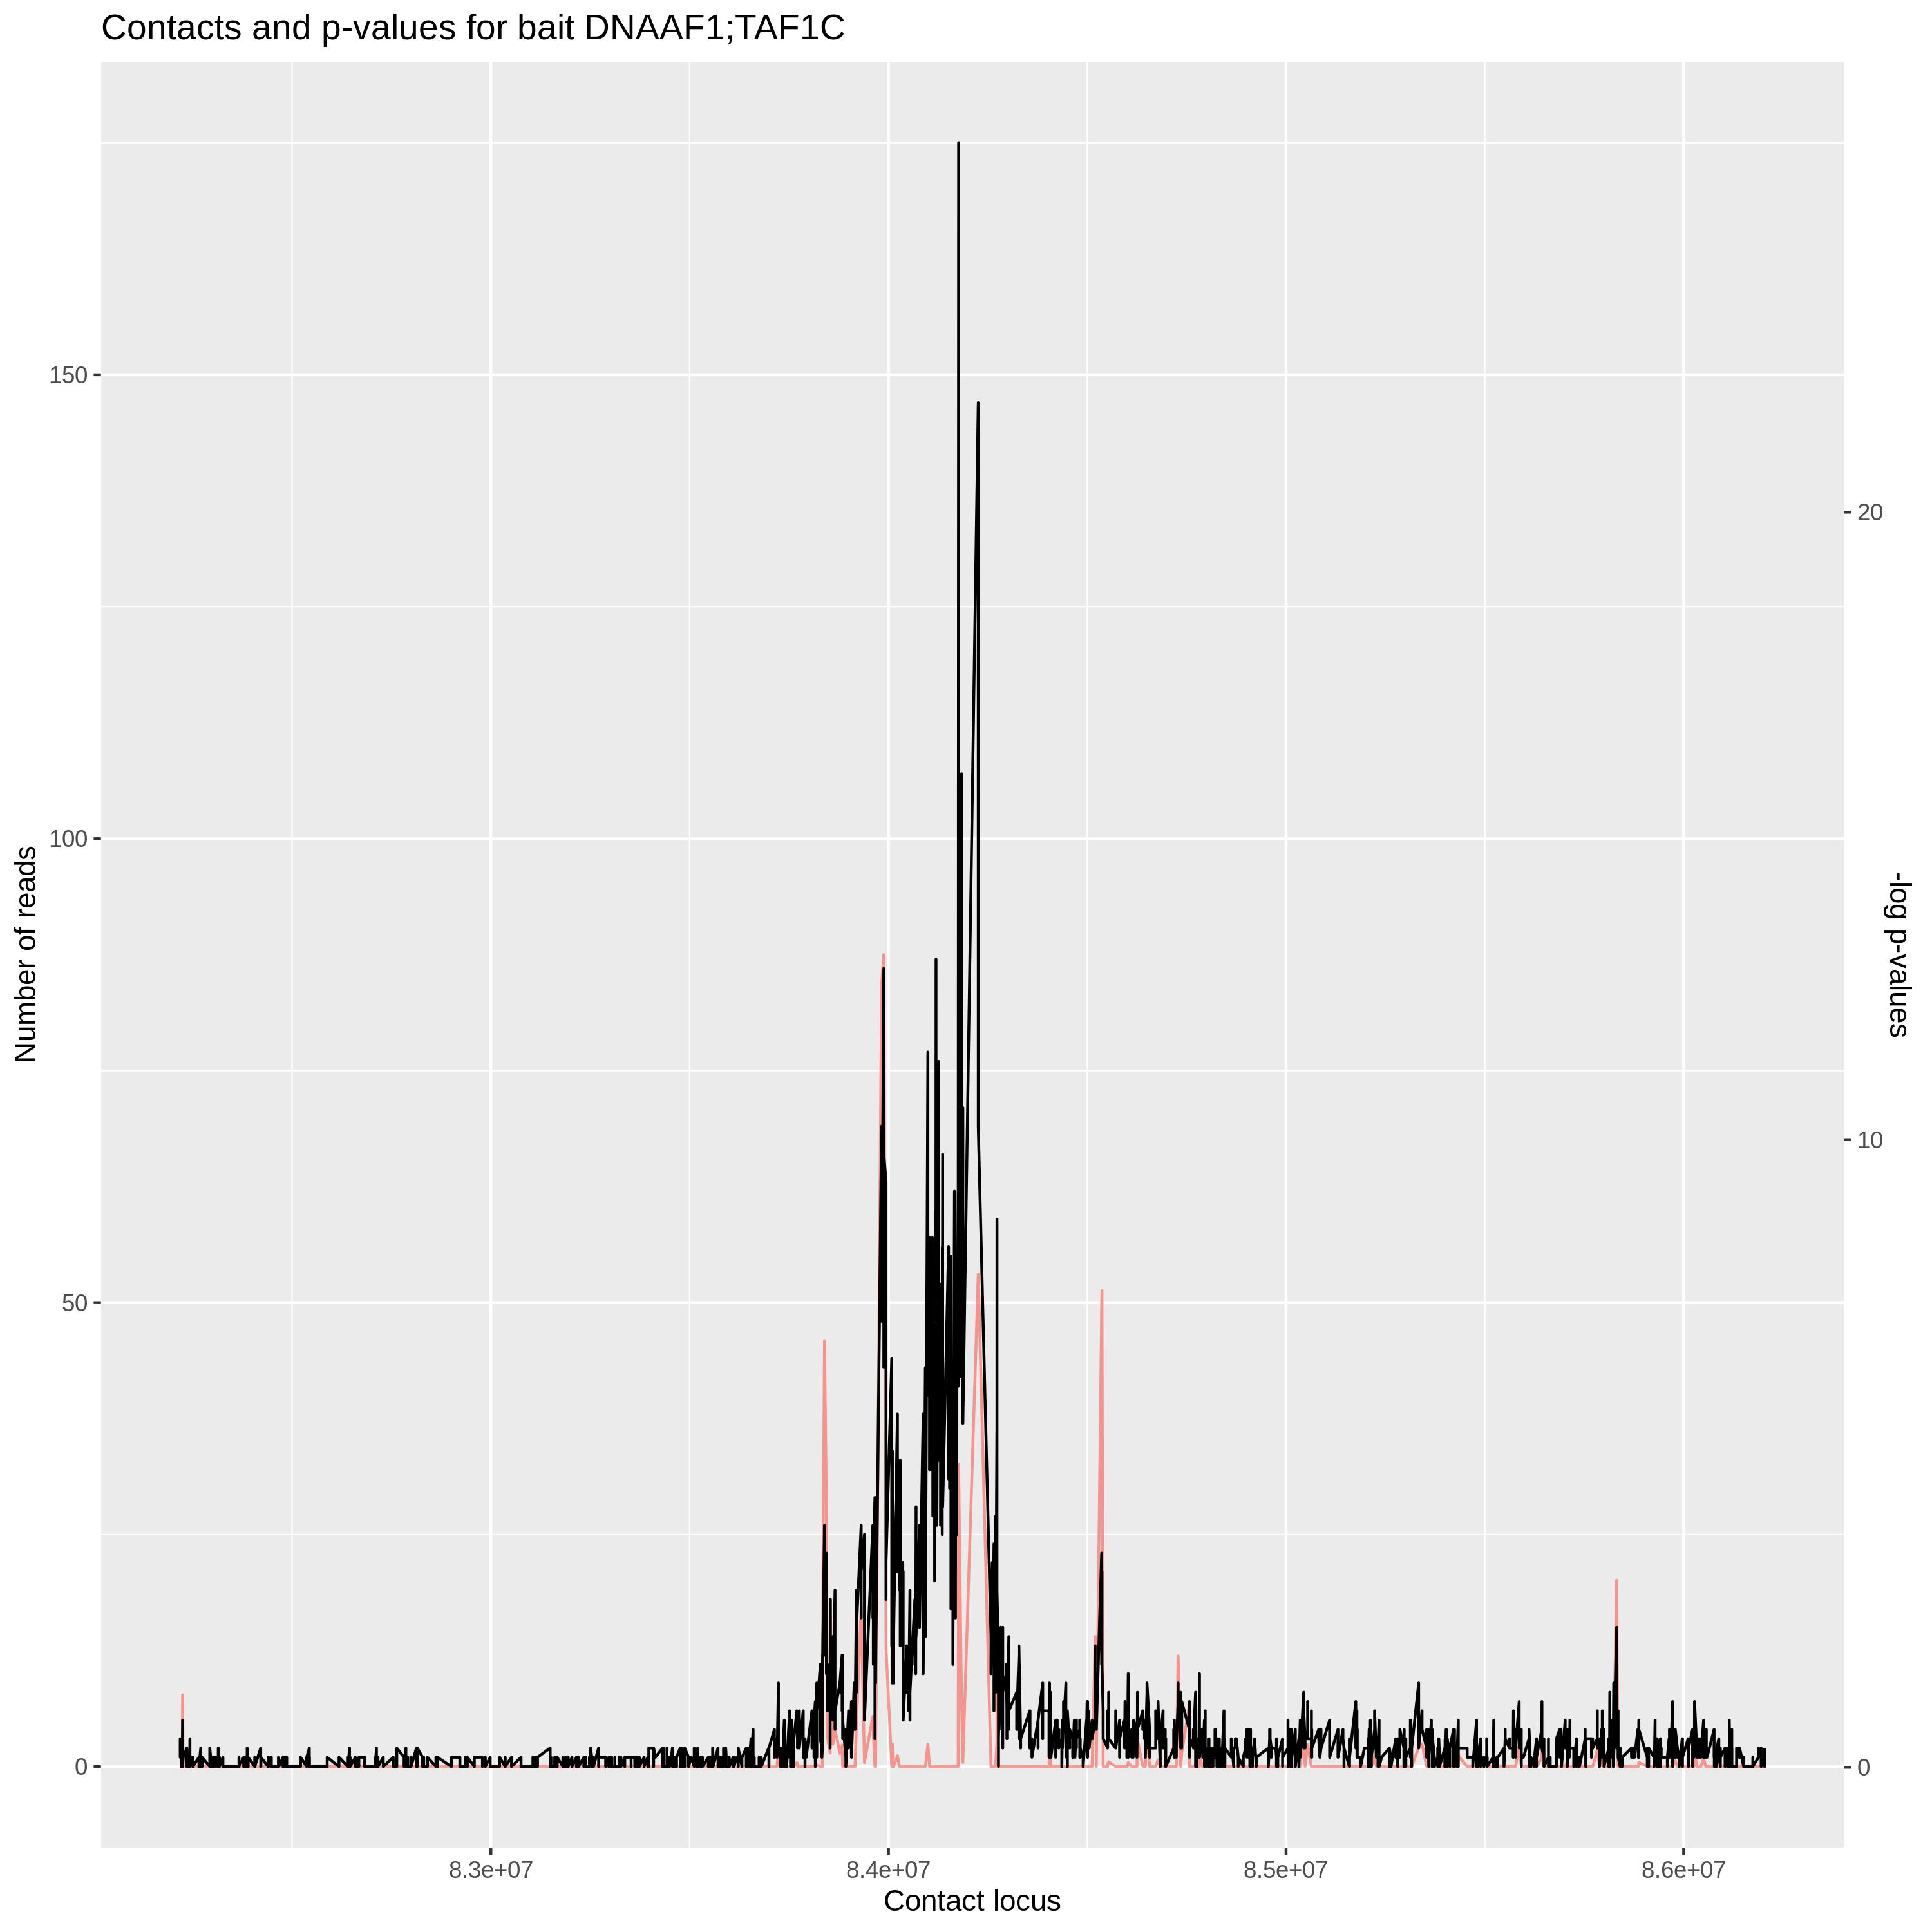 Contacts and p-values for bait DNAAF1;TAF1C
150
100
50
0
Number of reads
20
10
0
-log p-values
8.3e+07
8.4e+07
8.5e+07
8.6e+07
Contact locus